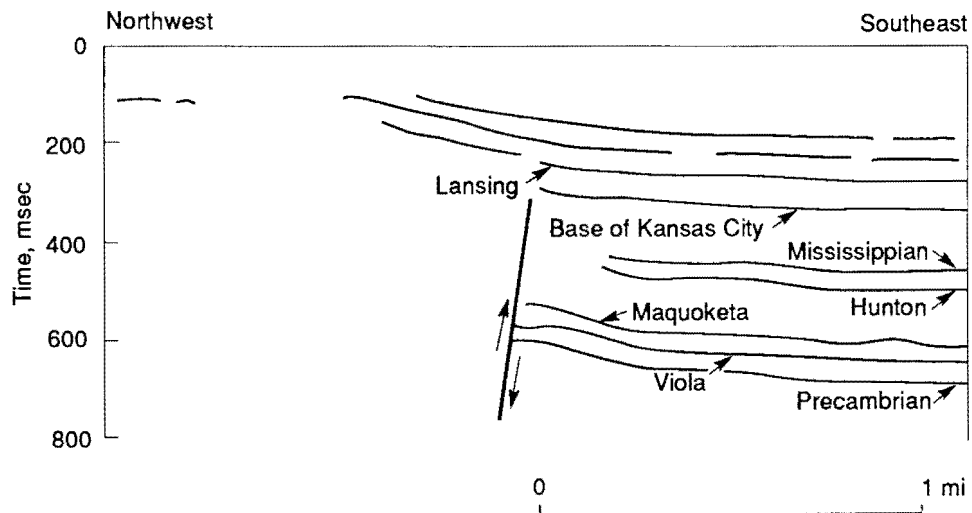 Northwest
Southeast
0
200
400
600
800
Time, msec
Lansing
Base of Kansas City
Mississippian
Hunton
Maquoketa
Viola
Precambrian
0
1 mi